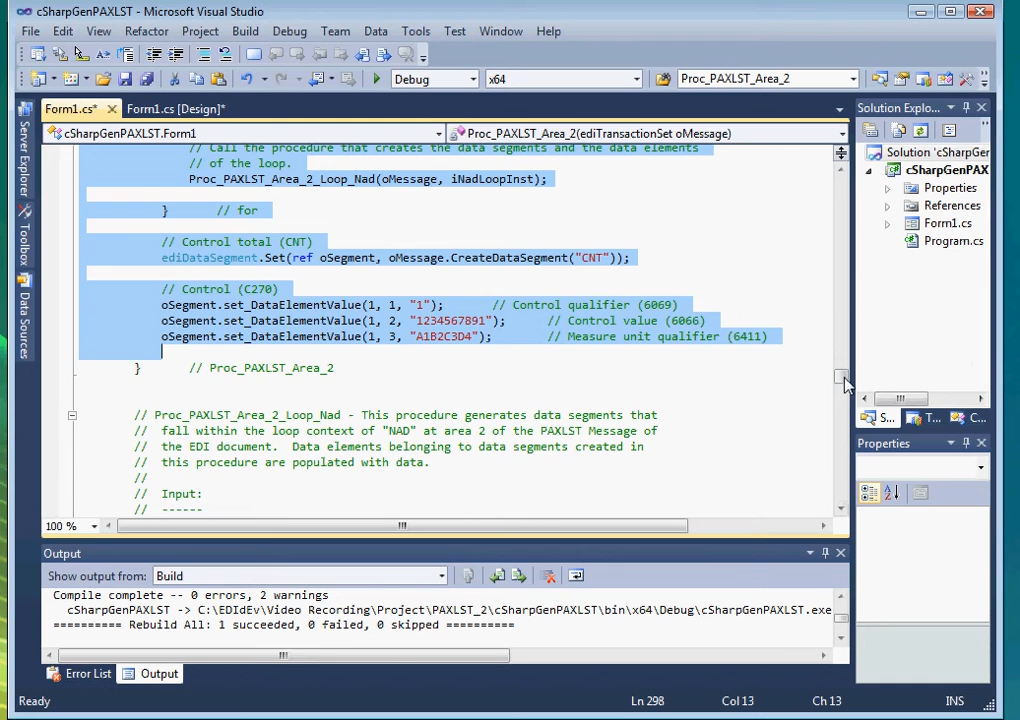 cSharpGenPAXLST - Microsoft Visual Studio
File Edit View Refactor Project Build Debug Team Data Tools Test Window Help
Debug x64 Proc_PAXLST_Area_2
Form1.cs* Form1.cs [Design]*
cSharpGenPAXLST.Form1 Proc_PAXLST_Area_2(ediTransactionSet oMessage)
Server Explorer
Toolbox
Data Sources
// Call the procedure that creates the data segments and the data elements
// of the loop.
Proc_PAXLST_Area_2_Loop_Nad(oMessage, iNadLoopInst);
} // for
// Control total (CNT)
ediDataSegment.Set(ref oSegment, oMessage.CreateDataSegment("CNT"));
// Control (C270)
oSegment.set_DataElementValue(1, 1, "1"); // Control qualifier (6069)
oSegment.set_DataElementValue(1, 2, "1234567891"); // Control value (6066)
oSegment.set_DataElementValue(1, 3, "A1B2C3D4"); // Measure unit qualifier (6411)
} // Proc_PAXLST_Area_2
// Proc_PAXLST_Area_2_Loop_Nad - This procedure generates data segments that
// fall within the loop context of "NAD" at area 2 of the PAXLST Message of
// the EDI document. Data elements belonging to data segments created in
// this procedure are populated with data.
//
// Input:
// ------
100 %
Output
Show output from: Build
Compile complete -- 0 errors, 2 warnings
cSharpGenPAXLST -> C:\EDIdEv\Video Recording\Project\PAXLST_2\cSharpGenPAXLST\bin\x64\Debug\cSharpGenPAXLST.exe
========== Rebuild All: 1 succeeded, 0 failed, 0 skipped ==========
Error List Output
Solution Explo...
Solution 'cSharpGer
cSharpGenPAX
Properties
References
Form1.cs
Program.cs
S... T... C...
Properties
Ready Ln 298 Col 13 Ch 13 INS